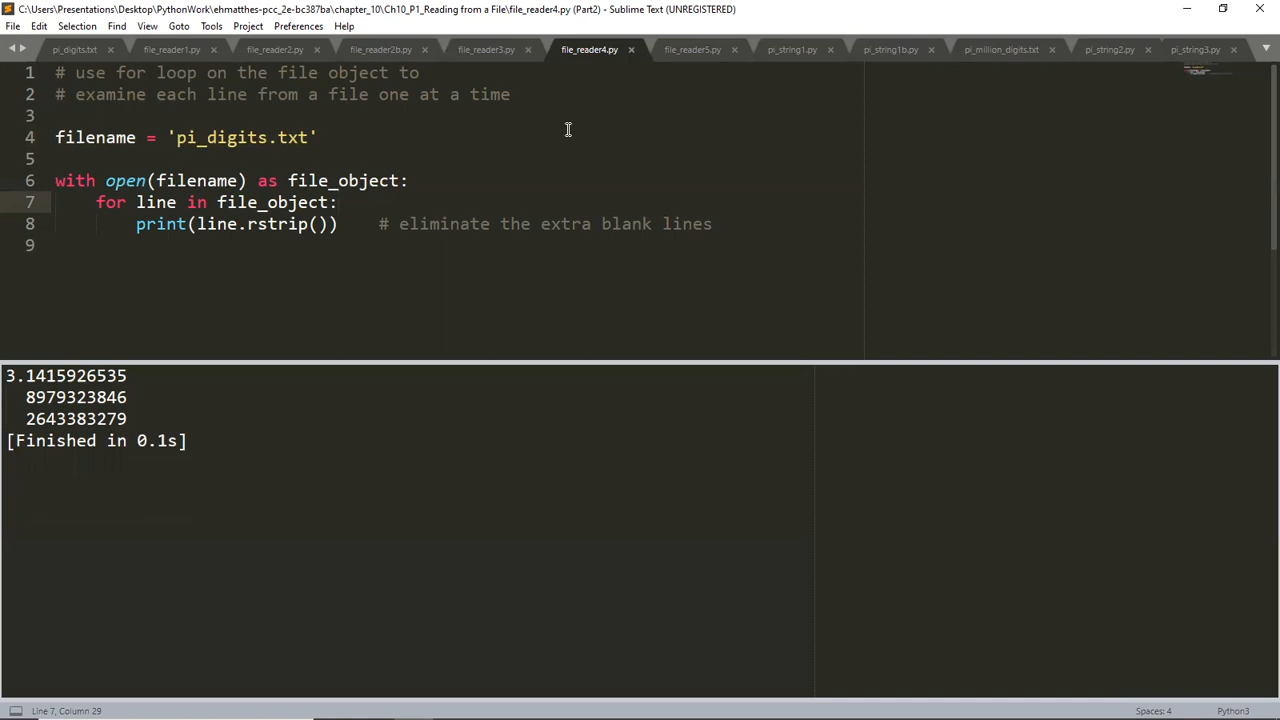 C:\Users\Presentations\Desktop\PythonWork\ehmatthes-pcc_2e-bc387ba\chapter_10\Ch10_P1_Reading from a File\file_reader4.py (Part2) - Sublime Text (UNREGISTERED)
File Edit Selection Find View Goto Tools Project Preferences Help
pi_digits.txt file_reader1.py file_reader2.py file_reader2b.py file_reader3.py file_reader4.py file_reader5.py pi_string1.py pi_string1b.py pi_million_digits.txt pi_string2.py pi_string3.py
1 # use for loop on the file object to
2 # examine each line from a file one at a time
3
4 filename = 'pi_digits.txt'
5
6 with open(filename) as file_object:
7     for line in file_object:
8         print(line.rstrip())    # eliminate the extra blank lines
9
3.1415926535
  8979323846
  2643383279
[Finished in 0.1s]
Line 7, Column 29 Spaces: 4 Python3